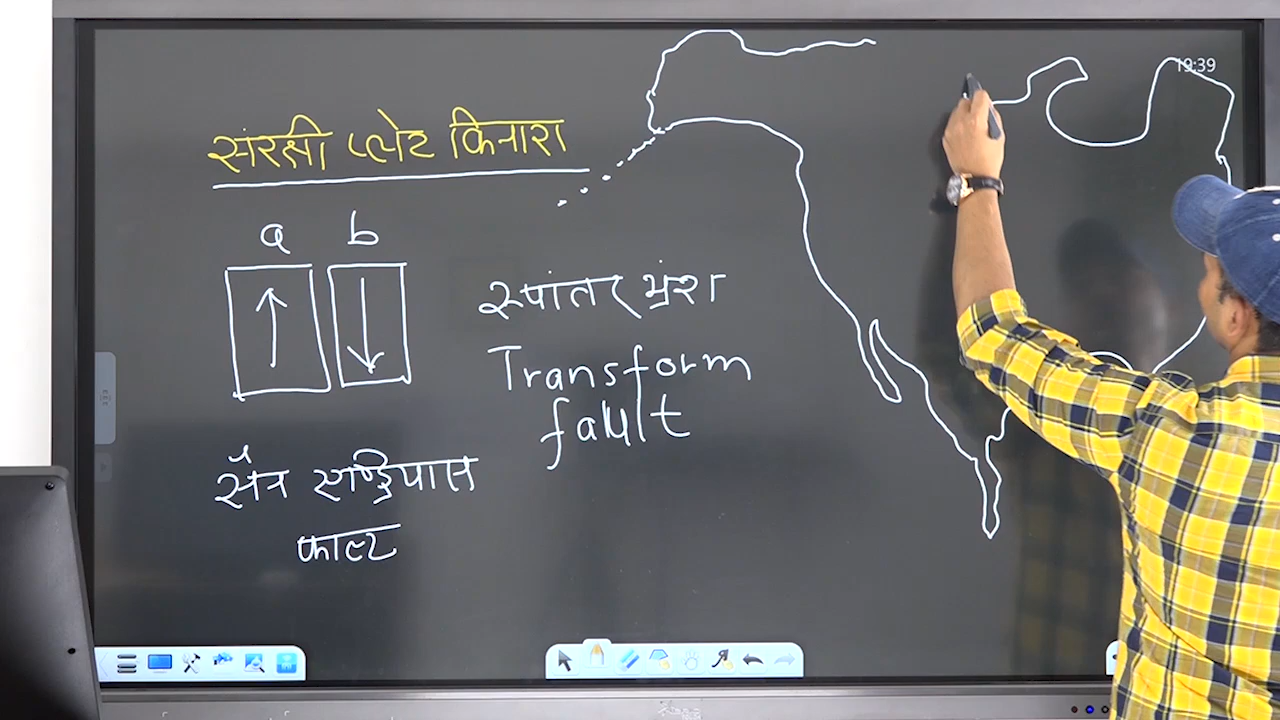 संरक्षी प्लेट किनारा
a b
रुपांतर भ्रंश
Transform
fault
सैन एण्ड्रियास
फाल्ट
19:39